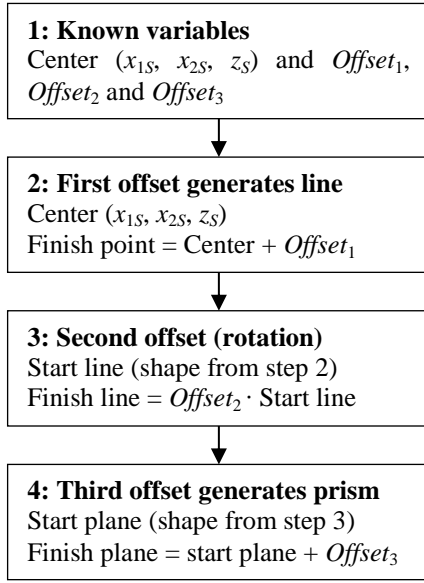 1: Known variables
Center (x1S, x2S, zS) and Offset1,
Offset2 and Offset3
2: First offset generates line
Center (x1S, x2S, zS)
Finish point = Center + Offset1
3: Second offset (rotation)
Start line (shape from step 2)
Finish line = Offset2 · Start line
4: Third offset generates prism
Start plane (shape from step 3)
Finish plane = start plane + Offset3